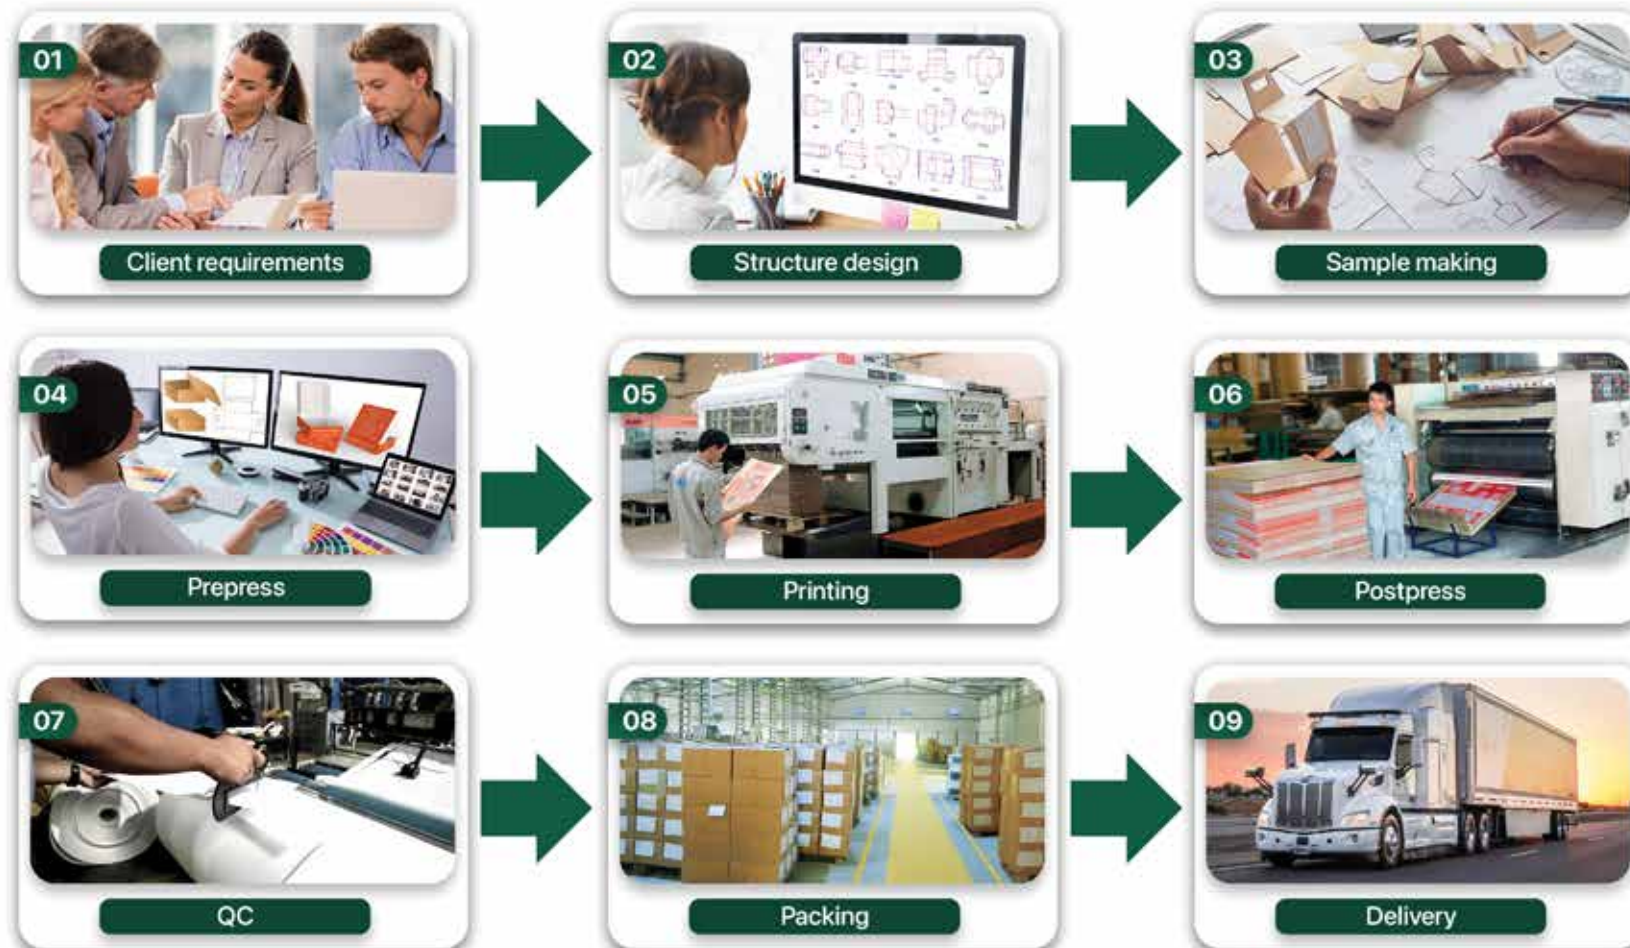 01
Client requirements
02
Structure design
03
Sample making
04
Prepress
05
Printing
06
Postpress
07
QC
08
Packing
09
Delivery